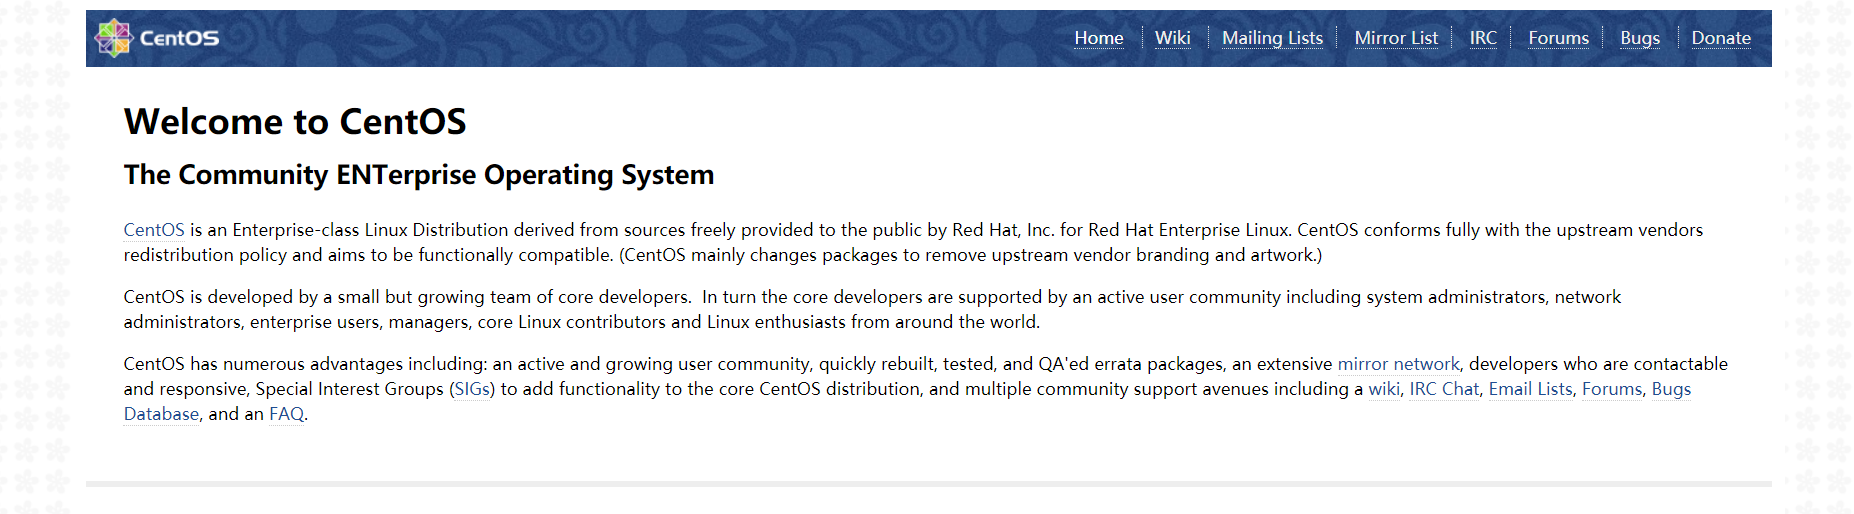 CentOS
Home Wiki Mailing Lists Mirror List IRC Forums Bugs Donate
Welcome to CentOS
The Community ENTerprise Operating System
CentOS is an Enterprise-class Linux Distribution derived from sources freely provided to the public by Red Hat, Inc. for Red Hat Enterprise Linux. CentOS conforms fully with the upstream vendors
redistribution policy and aims to be functionally compatible. (CentOS mainly changes packages to remove upstream vendor branding and artwork.)
CentOS is developed by a small but growing team of core developers.  In turn the core developers are supported by an active user community including system administrators, network
administrators, enterprise users, managers, core Linux contributors and Linux enthusiasts from around the world.
CentOS has numerous advantages including: an active and growing user community, quickly rebuilt, tested, and QA'ed errata packages, an extensive mirror network, developers who are contactable
and responsive, Special Interest Groups (SIGs) to add functionality to the core CentOS distribution, and multiple community support avenues including a wiki, IRC Chat, Email Lists, Forums, Bugs
Database, and an FAQ.